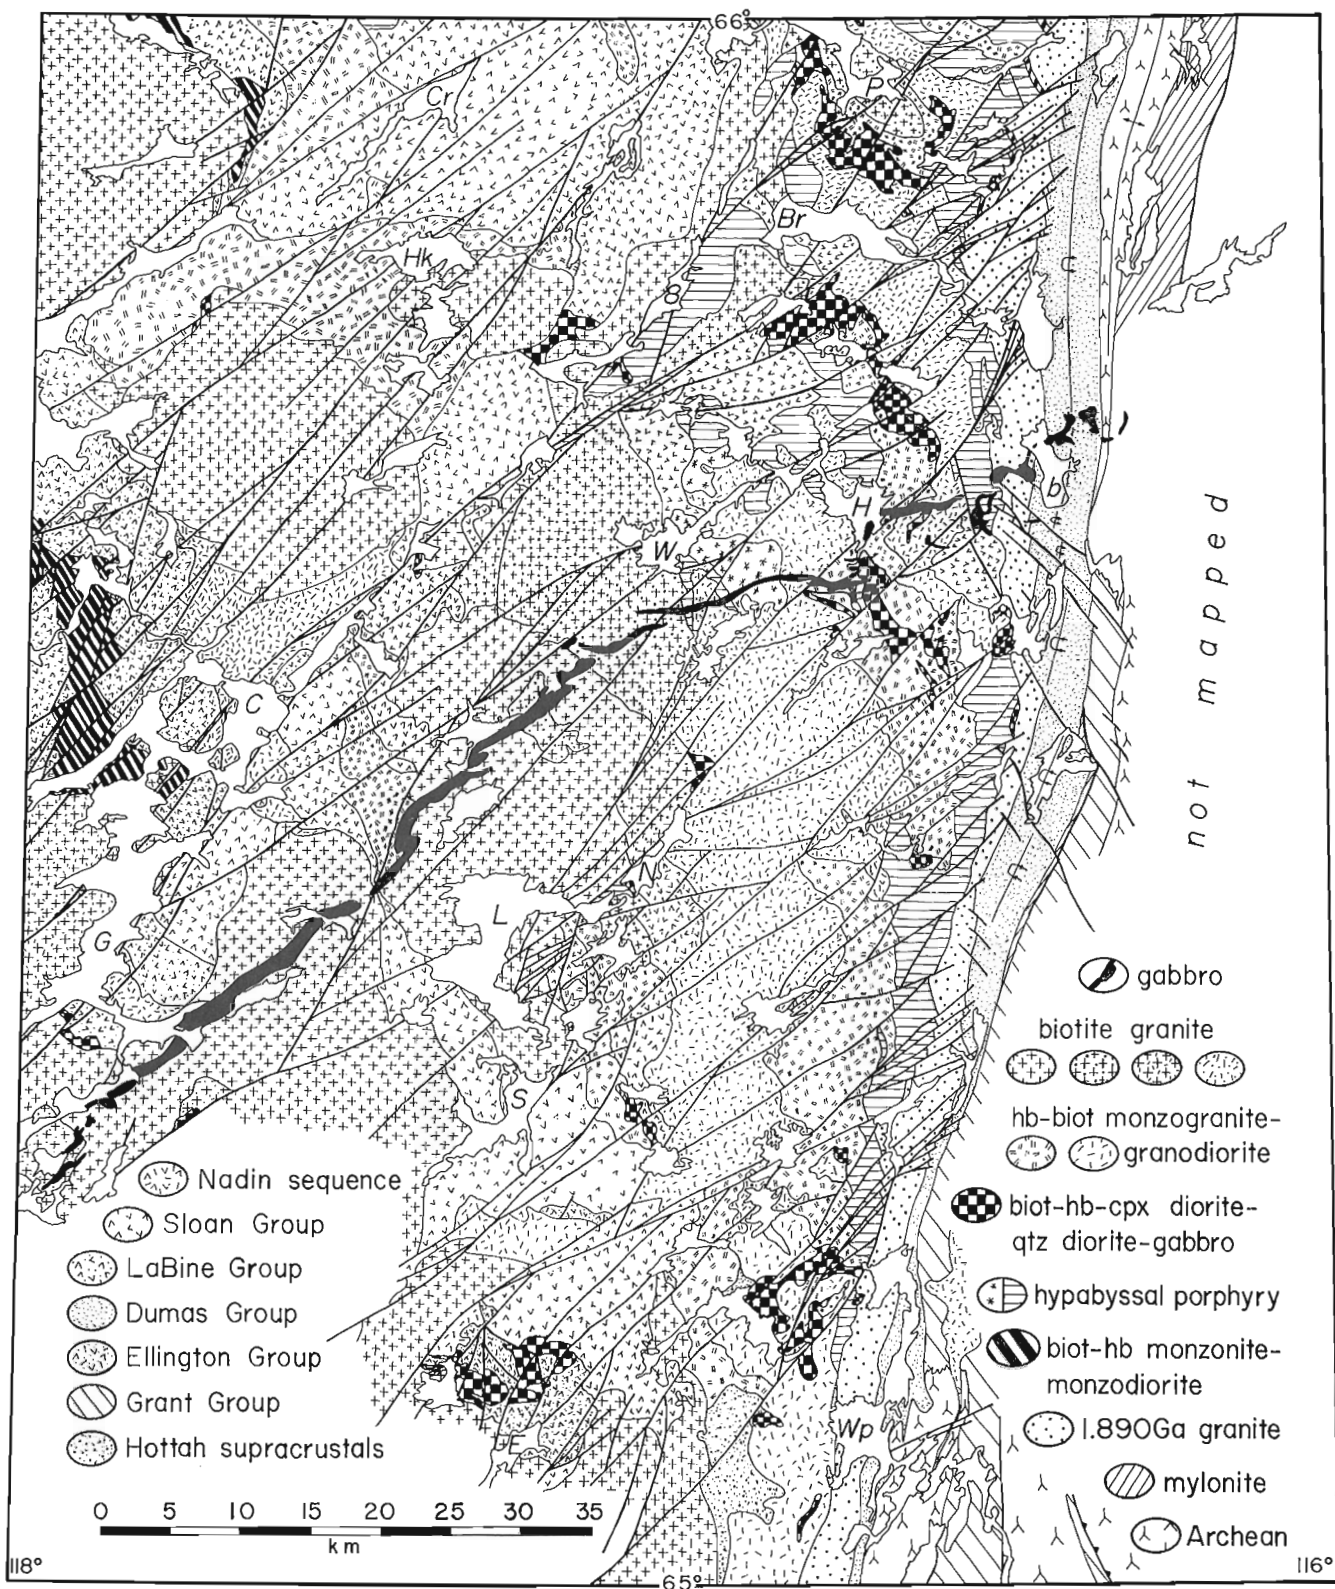 66°
Cr
P
Br
Hk
8
c
b
H
W
not mapped
C
N
L
G
S
gabbro
biotite granite
hb-biot monzogranite-
granodiorite
biot-hb-cpx diorite-
qtz diorite-gabbro
hypabyssal porphyry
biot-hb monzonite-
monzodiorite
1.890Ga granite
mylonite
Archean
Nadin sequence
Sloan Group
LaBine Group
Dumas Group
Ellington Group
Grant Group
Hottah supracrustals
E
Wp
0 5 10 15 20 25 30 35
km
118°
65°
116°